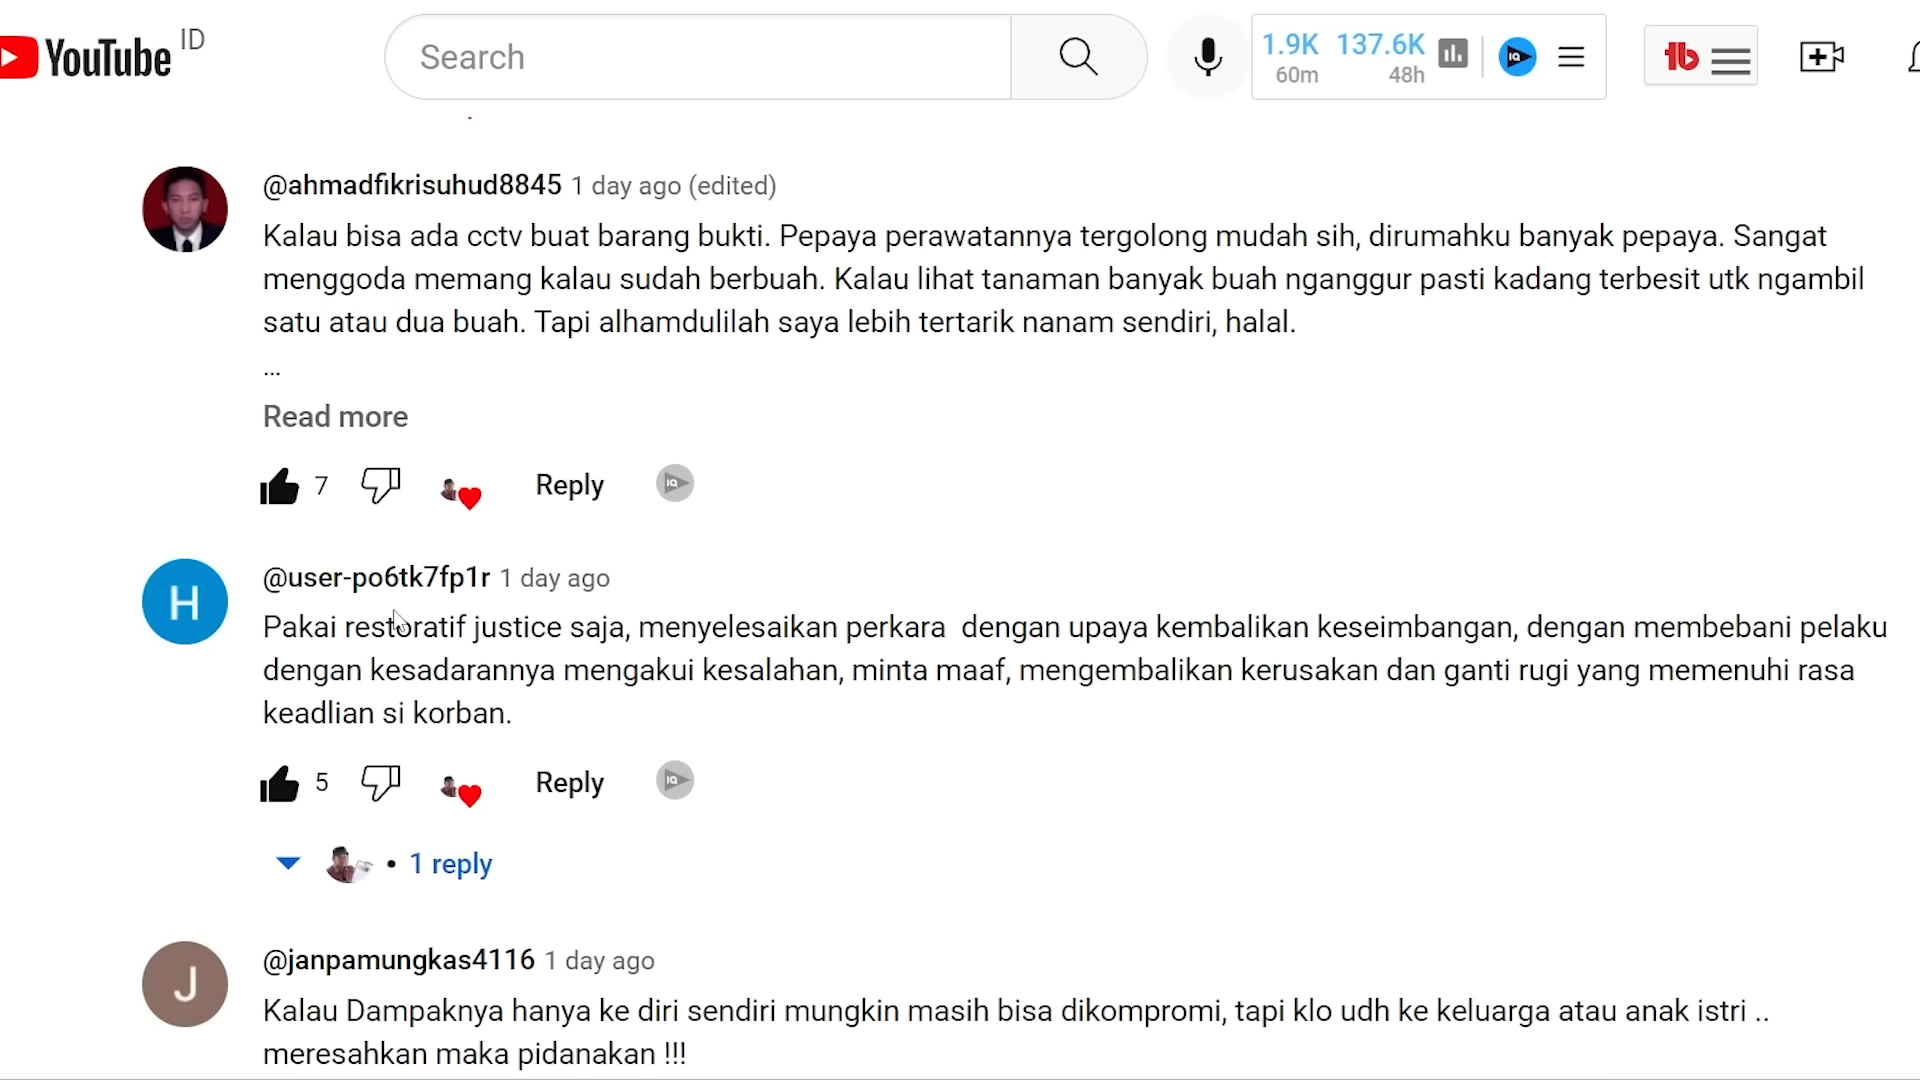 YouTube ID
Search
1.9K 137.6K
60m 48h
@ahmadfikrisuhud8845 1 day ago (edited)
Kalau bisa ada cctv buat barang bukti. Pepaya perawatannya tergolong mudah sih, dirumahku banyak pepaya. Sangat
menggoda memang kalau sudah berbuah. Kalau lihat tanaman banyak buah nganggur pasti kadang terbesit utk ngambil
satu atau dua buah. Tapi alhamdulilah saya lebih tertarik nanam sendiri, halal.
...
Read more
7 Reply
H
@user-po6tk7fp1r 1 day ago
Pakai restoratif justice saja, menyelesaikan perkara  dengan upaya kembalikan keseimbangan, dengan membebani pelaku
dengan kesadarannya mengakui kesalahan, minta maaf, mengembalikan kerusakan dan ganti rugi yang memenuhi rasa
keadlian si korban.
5 Reply
• 1 reply
J
@janpamungkas4116 1 day ago
Kalau Dampaknya hanya ke diri sendiri mungkin masih bisa dikompromi, tapi klo udh ke keluarga atau anak istri ..
meresahkan maka pidanakan !!!